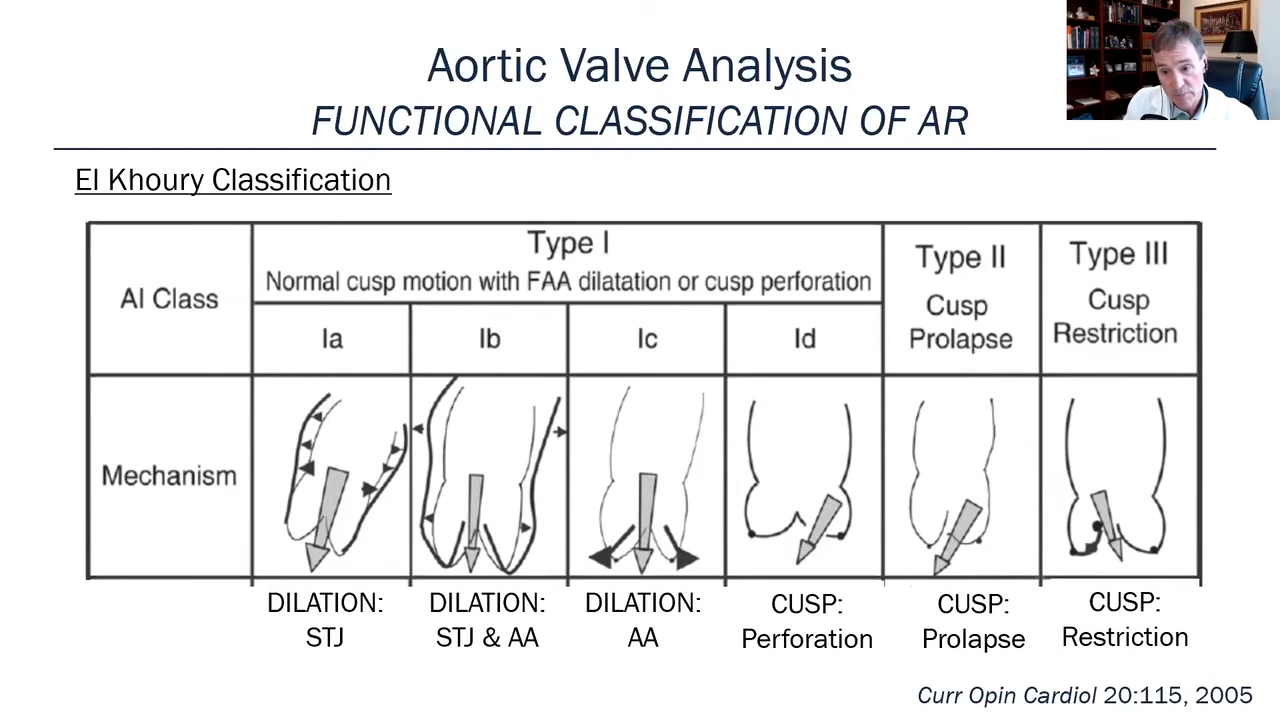 Aortic Valve Analysis
FUNCTIONAL CLASSIFICATION OF AR
El Khoury Classification
AI Class
Type I
Normal cusp motion with FAA dilatation or cusp perforation
Ia
Ib
Ic
Id
Type II
Cusp
Prolapse
Type III
Cusp
Restriction
Mechanism
DILATION:
STJ
DILATION:
STJ & AA
DILATION:
AA
CUSP:
Perforation
CUSP:
Prolapse
CUSP:
Restriction
Curr Opin Cardiol 20:115, 2005